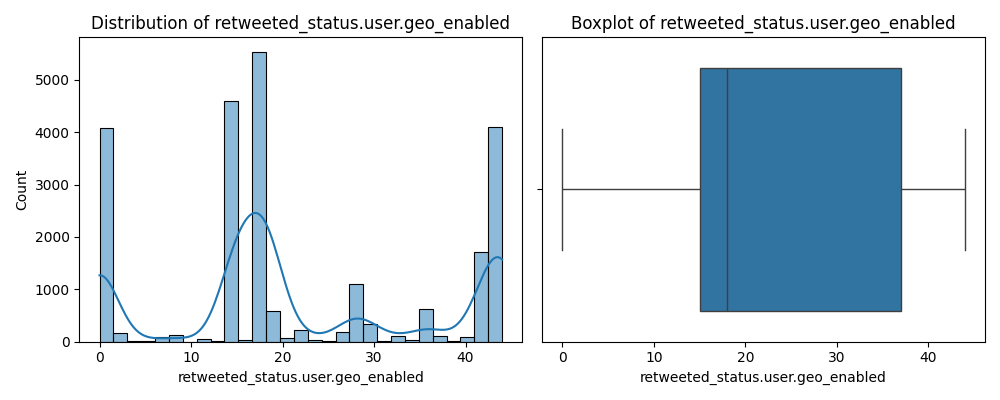 Distribution of retweeted_status.user.geo_enabled
Count
5000
4000
3000
2000
1000
0
0 10 20 30 40
retweeted_status.user.geo_enabled
Boxplot of retweeted_status.user.geo_enabled
0 10 20 30 40
retweeted_status.user.geo_enabled